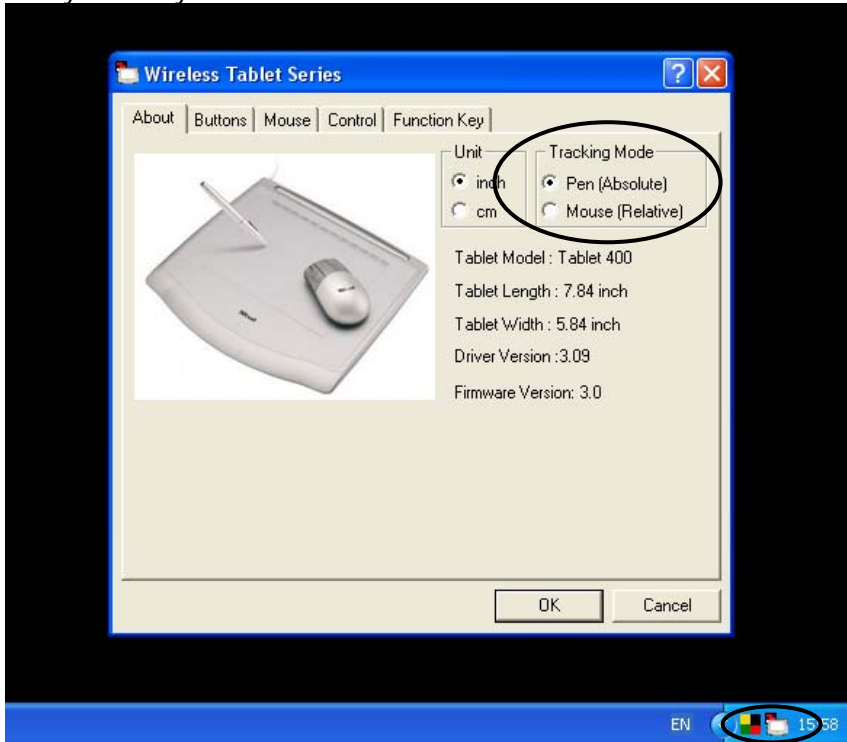 Wireless Tablet Series
About Buttons Mouse Control Function Key
Unit Tracking Mode
inch Pen (Absolute)
cm Mouse (Relative)
Tablet Model : Tablet 400
Tablet Length : 7.84 inch
Tablet Width : 5.84 inch
Driver Version :3.09
Firmware Version: 3.0
OK Cancel
EN 15:58